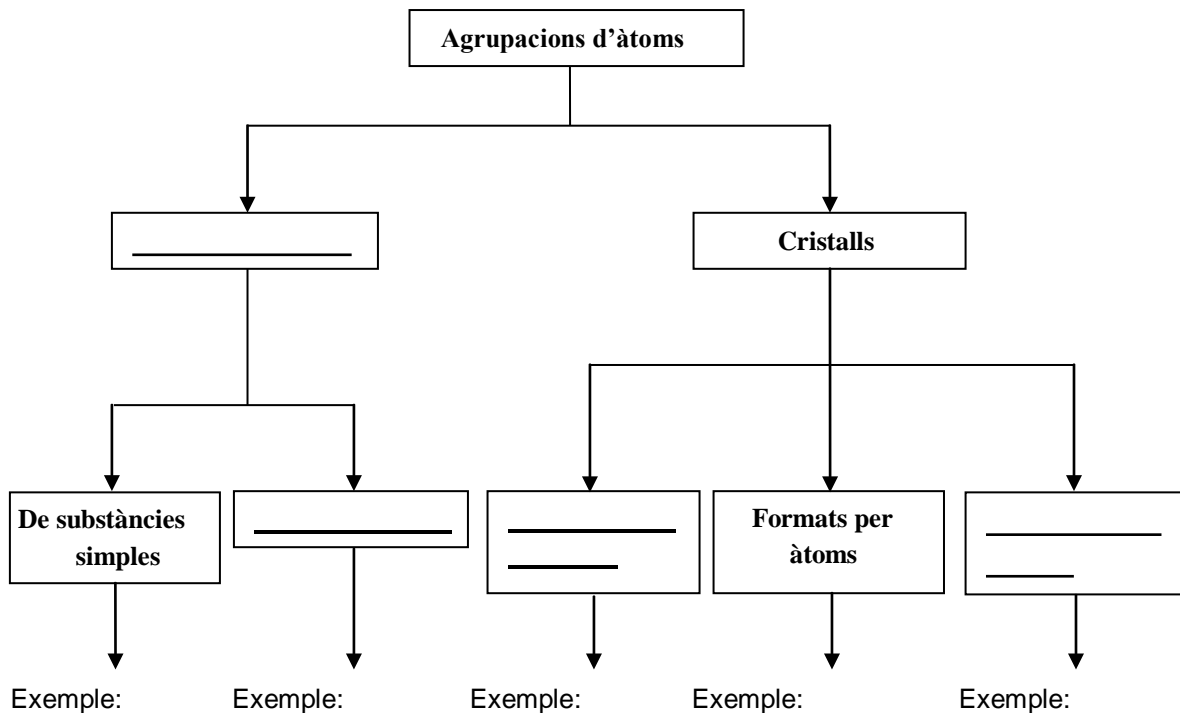 Agrupacions d'àtoms
Cristalls
De substàncies
simples
Formats per
àtoms
Exemple: Exemple: Exemple: Exemple: Exemple: